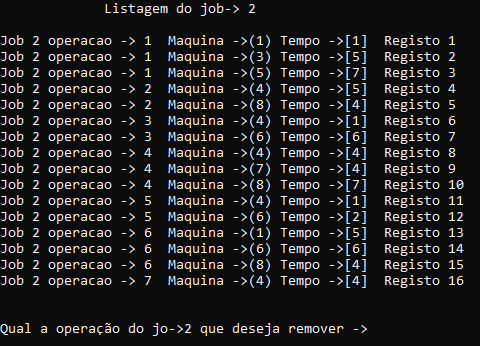 Listagem do job-> 2
Job 2 operacao -> 1  Maquina ->(1) Tempo ->[1]  Registo 1
Job 2 operacao -> 1  Maquina ->(3) Tempo ->[5]  Registo 2
Job 2 operacao -> 1  Maquina ->(5) Tempo ->[7]  Registo 3
Job 2 operacao -> 2  Maquina ->(4) Tempo ->[5]  Registo 4
Job 2 operacao -> 2  Maquina ->(8) Tempo ->[4]  Registo 5
Job 2 operacao -> 3  Maquina ->(4) Tempo ->[1]  Registo 6
Job 2 operacao -> 3  Maquina ->(6) Tempo ->[6]  Registo 7
Job 2 operacao -> 4  Maquina ->(4) Tempo ->[4]  Registo 8
Job 2 operacao -> 4  Maquina ->(7) Tempo ->[4]  Registo 9
Job 2 operacao -> 4  Maquina ->(8) Tempo ->[7]  Registo 10
Job 2 operacao -> 5  Maquina ->(4) Tempo ->[1]  Registo 11
Job 2 operacao -> 5  Maquina ->(6) Tempo ->[2]  Registo 12
Job 2 operacao -> 6  Maquina ->(1) Tempo ->[5]  Registo 13
Job 2 operacao -> 6  Maquina ->(6) Tempo ->[6]  Registo 14
Job 2 operacao -> 6  Maquina ->(8) Tempo ->[4]  Registo 15
Job 2 operacao -> 7  Maquina ->(4) Tempo ->[4]  Registo 16
Qual a operação do jo->2 que deseja remover ->